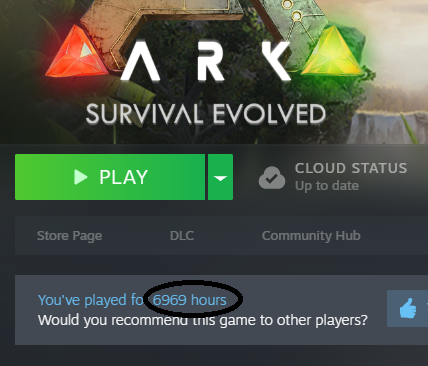 ARK
SURVIVAL EVOLVED
PLAY
CLOUD STATUS
Up to date
Store Page DLC Community Hub
You've played for 6969 hours
Would you recommend this game to other players?